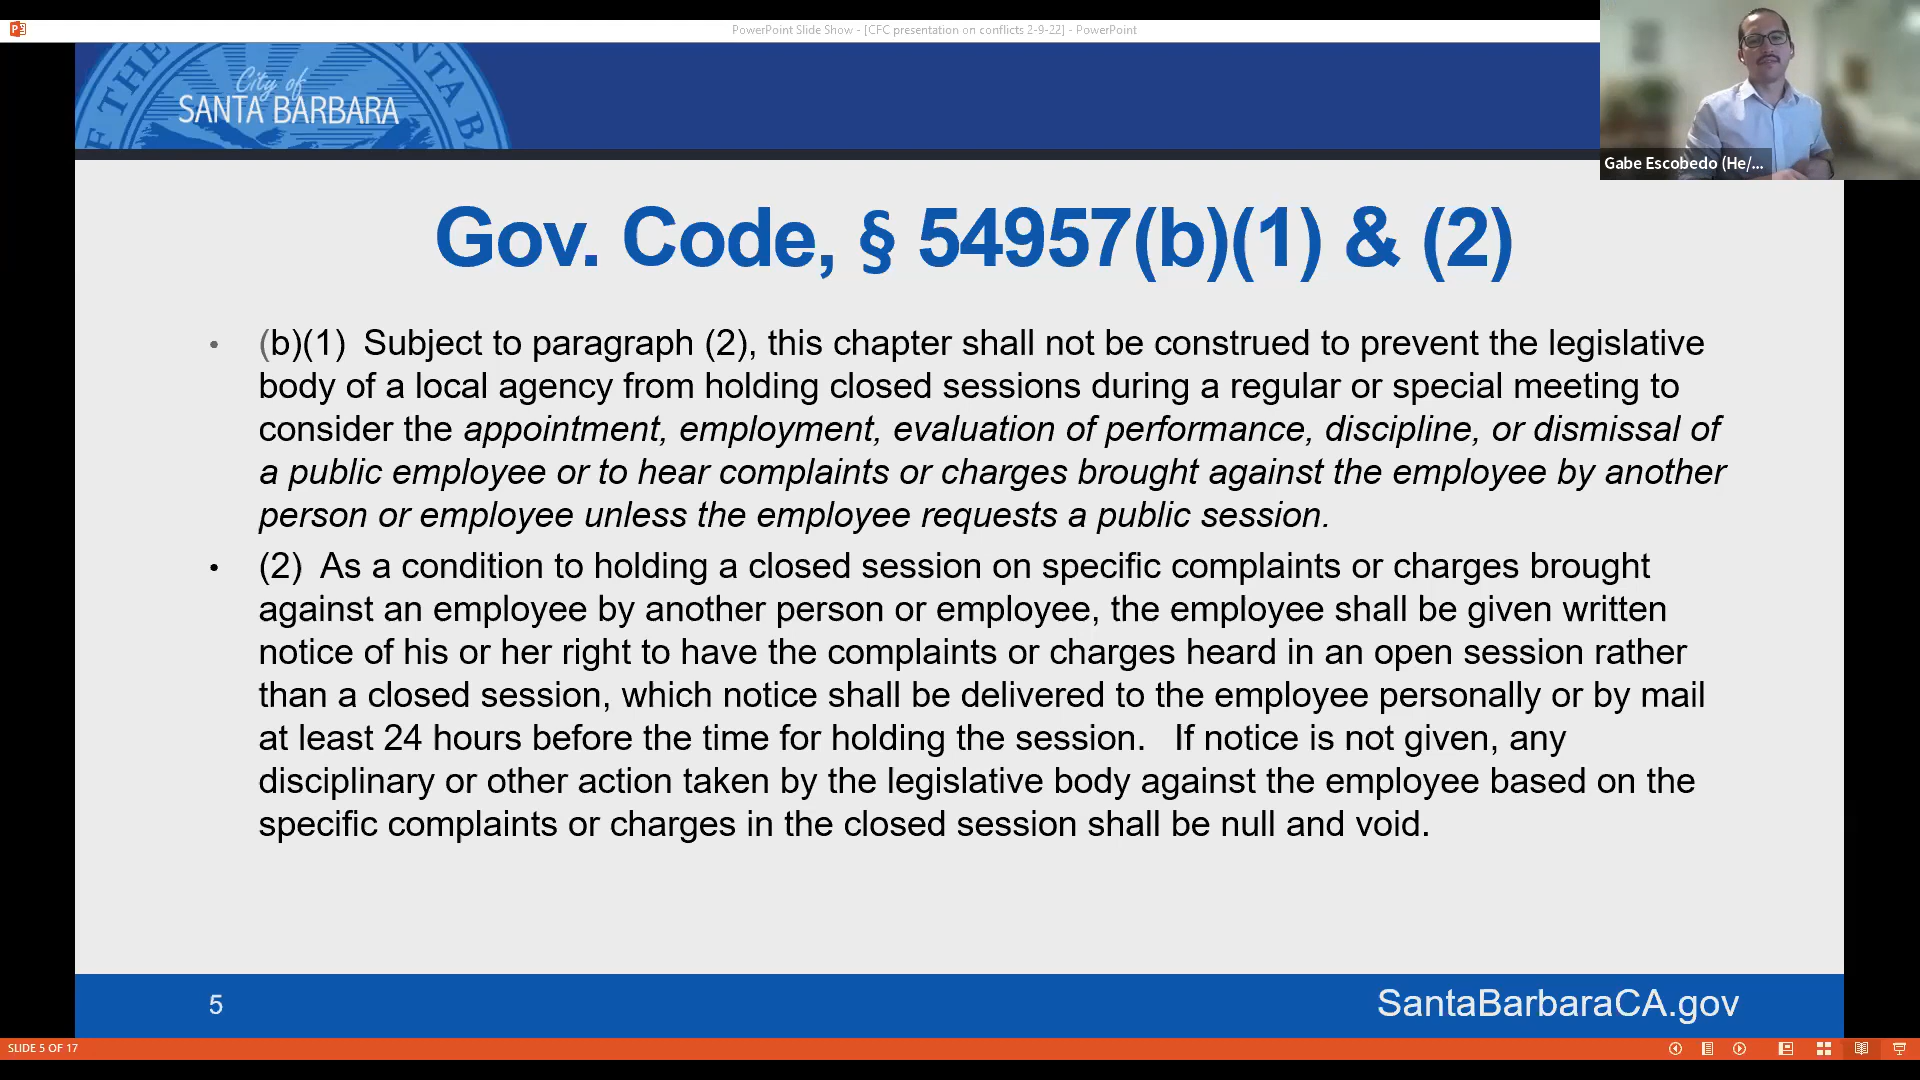 PowerPoint Slide Show - [CFC presentation on conflicts 2-9-22] - PowerPoint
City of
SANTA BARBARA
Gabe Escobedo (He/...
Gov. Code, § 54957(b)(1) & (2)
• (b)(1)  Subject to paragraph (2), this chapter shall not be construed to prevent the legislative
body of a local agency from holding closed sessions during a regular or special meeting to
consider the appointment, employment, evaluation of performance, discipline, or dismissal of
a public employee or to hear complaints or charges brought against the employee by another
person or employee unless the employee requests a public session.
• (2)  As a condition to holding a closed session on specific complaints or charges brought
against an employee by another person or employee, the employee shall be given written
notice of his or her right to have the complaints or charges heard in an open session rather
than a closed session, which notice shall be delivered to the employee personally or by mail
at least 24 hours before the time for holding the session.   If notice is not given, any
disciplinary or other action taken by the legislative body against the employee based on the
specific complaints or charges in the closed session shall be null and void.
5
SantaBarbaraCA.gov
SLIDE 5 OF 17